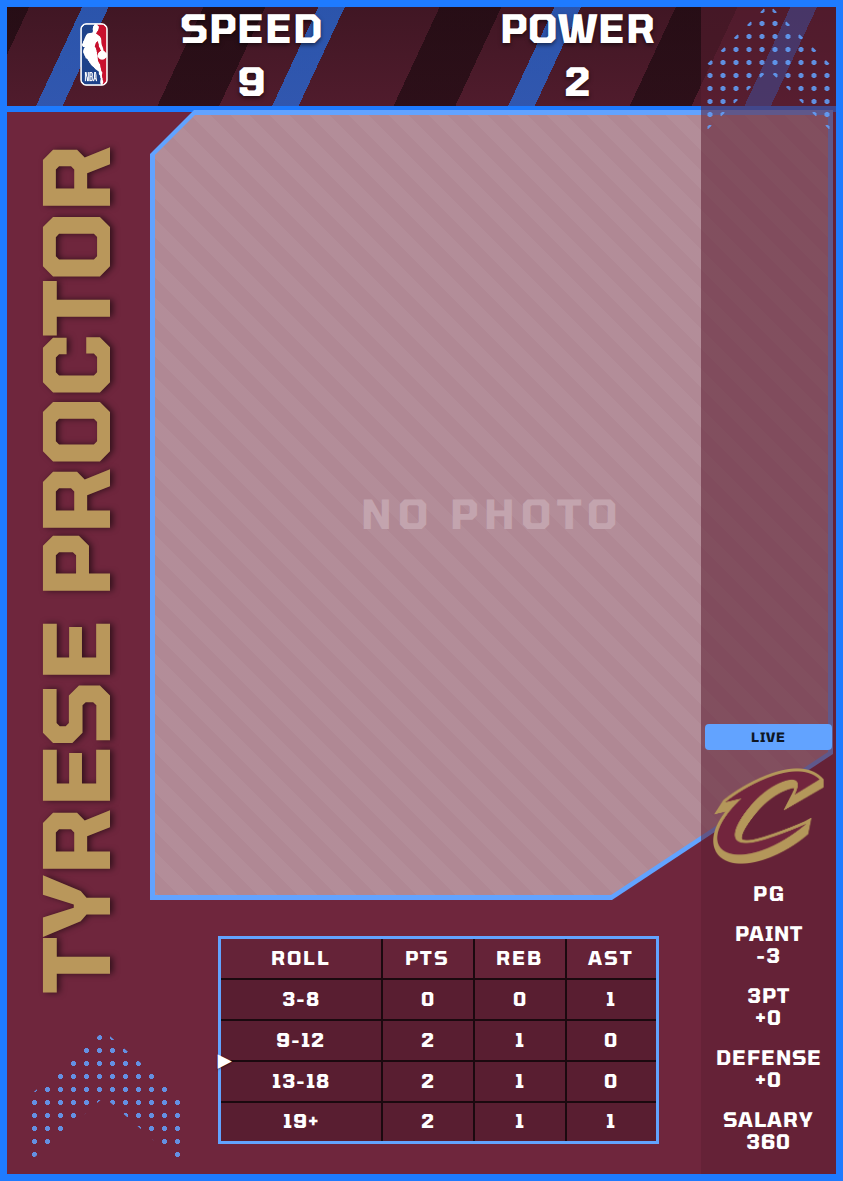 SPEED
9
POWER
2
NBA
TYRESE PROCTOR
NO PHOTO
LIVE
C
PG
PAINT
-3
3PT
+0
DEFENSE
+0
SALARY
360
ROLL PTS REB AST
3-8 0 0 1
9-12 2 1 0
13-18 2 1 0
19+ 2 1 1